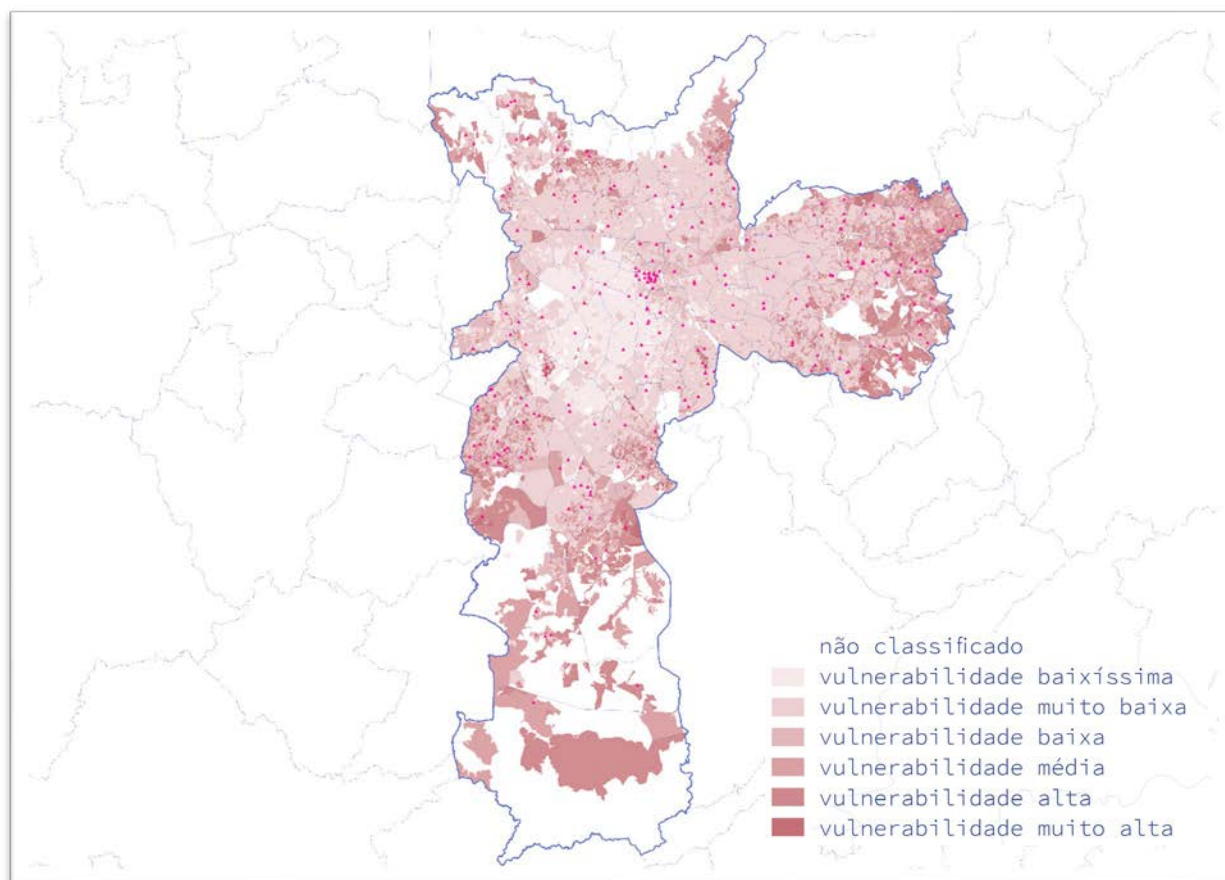 não classificado
vulnerabilidade baixíssima
vulnerabilidade muito baixa
vulnerabilidade baixa
vulnerabilidade média
vulnerabilidade alta
vulnerabilidade muito alta